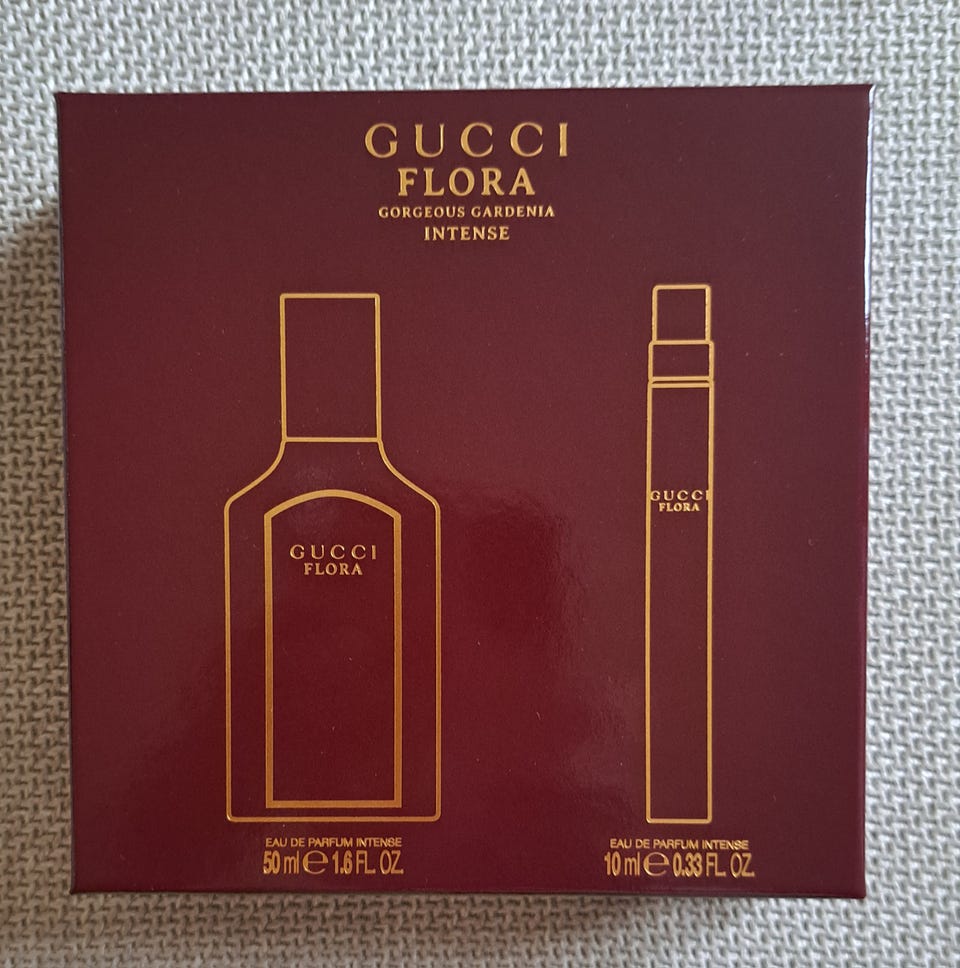 GUCCI
FLORA
GORGEOUS GARDENIA
INTENSE
GUCCI
FLORA
EAU DE PARFUM INTENSE
50 ml ℮ 1.6 FL. OZ.
GUCCI
FLORA
EAU DE PARFUM INTENSE
10 ml ℮ 0.33 FL. OZ.